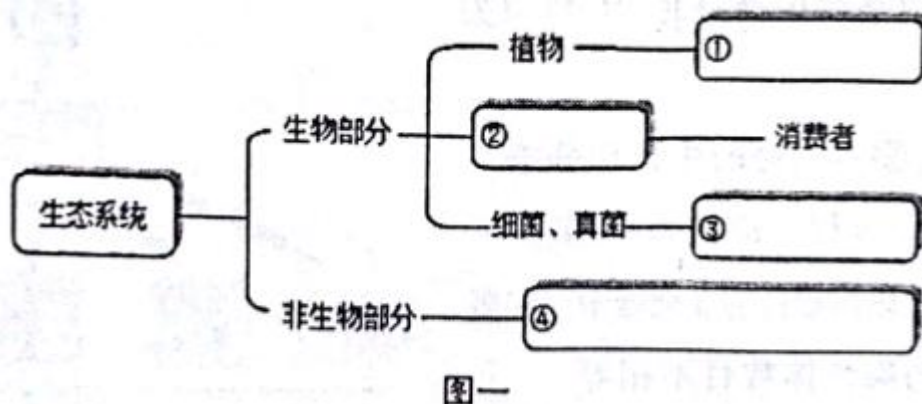 植物
①
生物部分
②
消费者
生态系统
细菌、真菌
③
非生物部分
④
图一